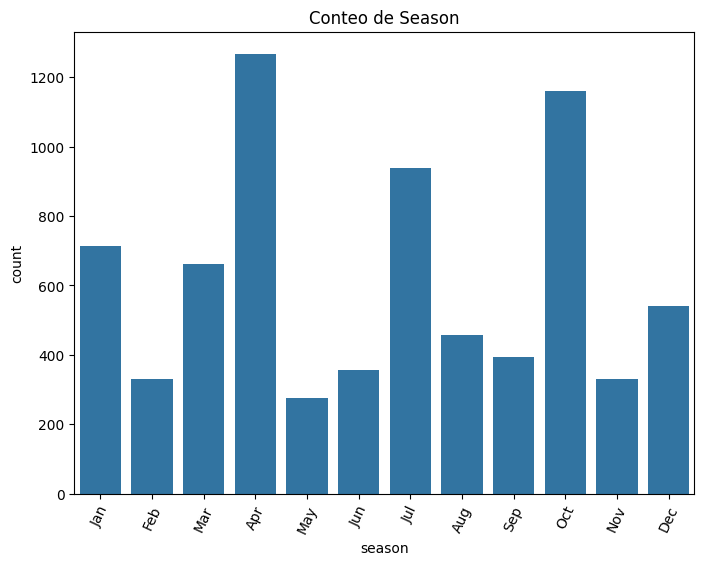 Conteo de Season
1200
1000
800
600
400
200
0
count
Jan
Feb
Mar
Apr
May
Jun
Jul
Aug
Sep
Oct
Nov
Dec
season